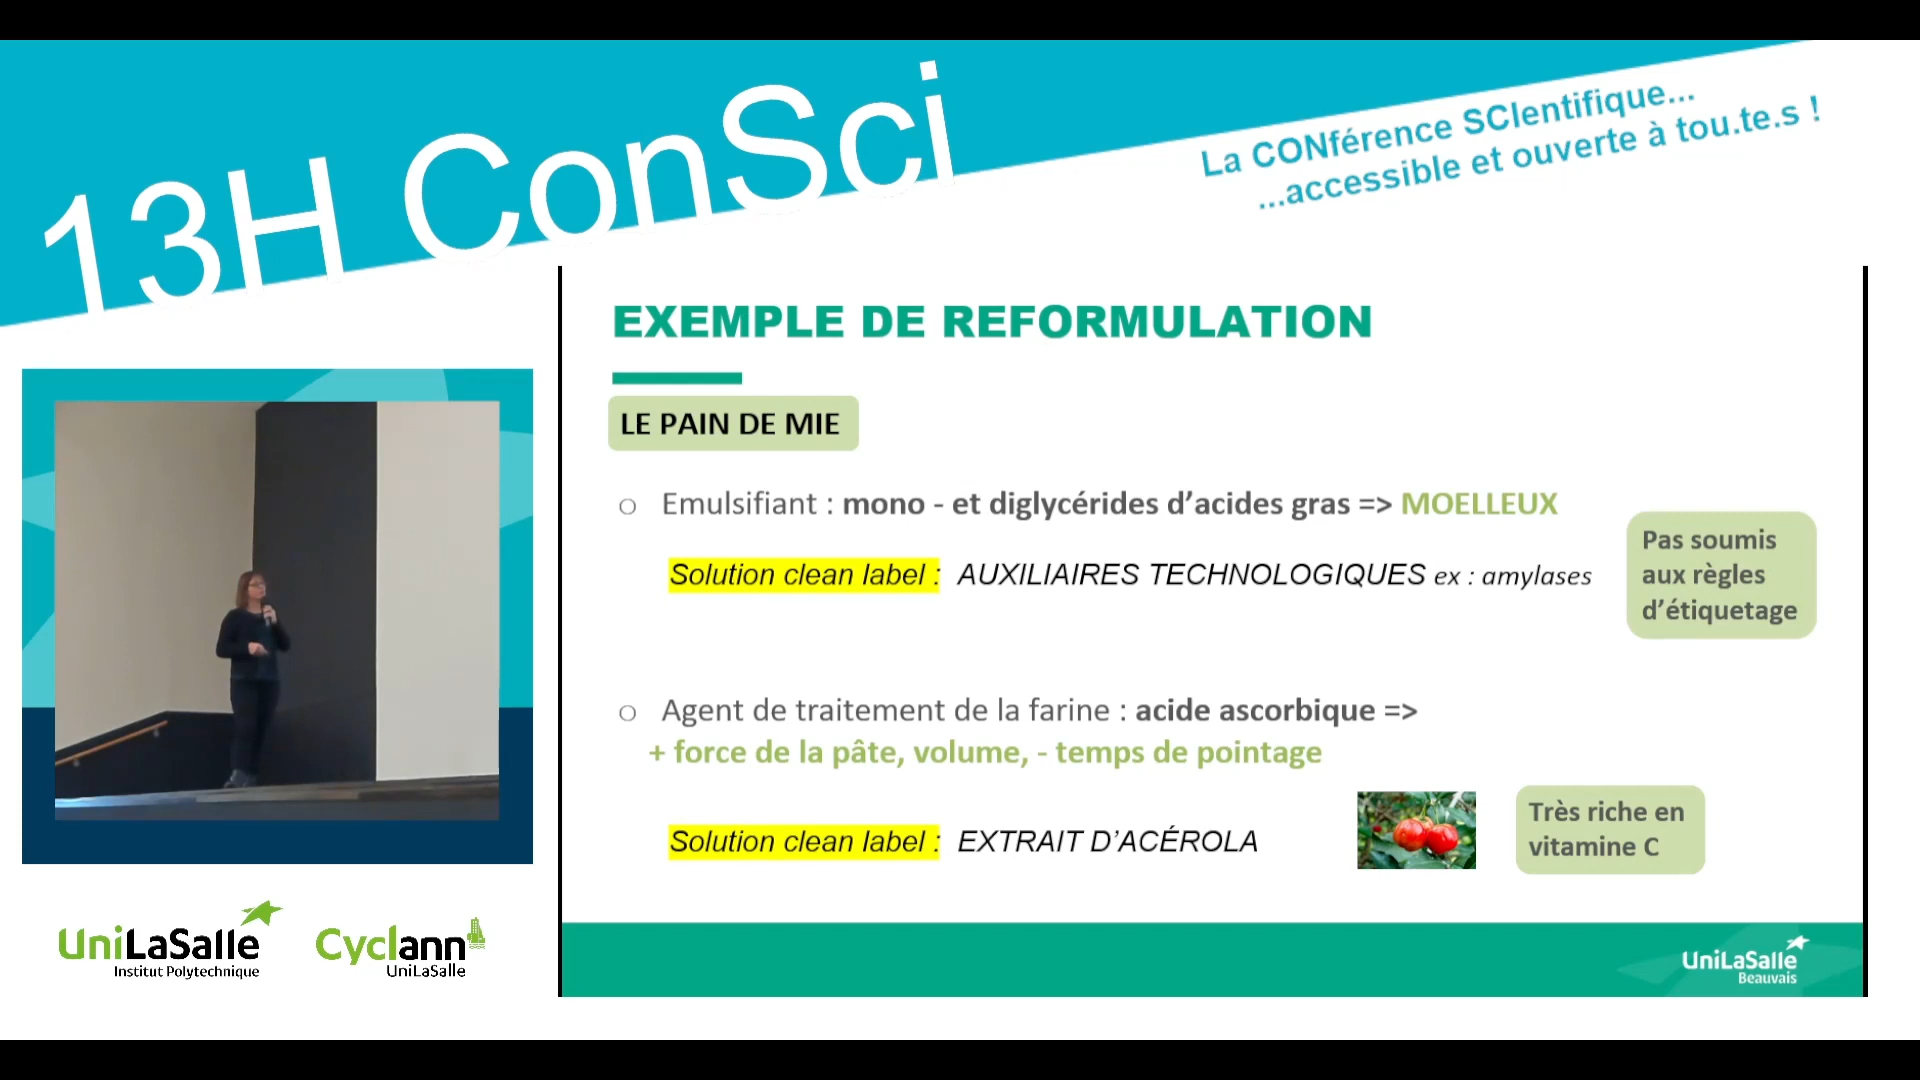 13H ConSci
La CONférence SCIentifique...
...accessible et ouverte à tou.te.s !
EXEMPLE DE REFORMULATION
LE PAIN DE MIE
o Emulsifiant : mono - et diglycérides d’acides gras => MOELLEUX
Solution clean label : AUXILIAIRES TECHNOLOGIQUES ex : amylases
Pas soumis
aux règles
d’étiquetage
o Agent de traitement de la farine : acide ascorbique =>
+ force de la pâte, volume, - temps de pointage
Solution clean label : EXTRAIT D’ACÉROLA
Très riche en
vitamine C
UniLaSalle
Institut Polytechnique
Cyclann
UniLaSalle
UniLaSalle
Beauvais